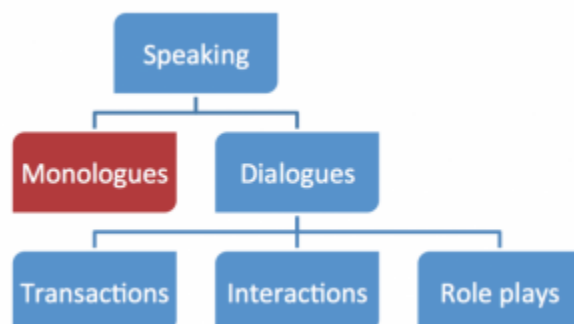 Speaking
Monologues
Dialogues
Transactions
Interactions
Role plays